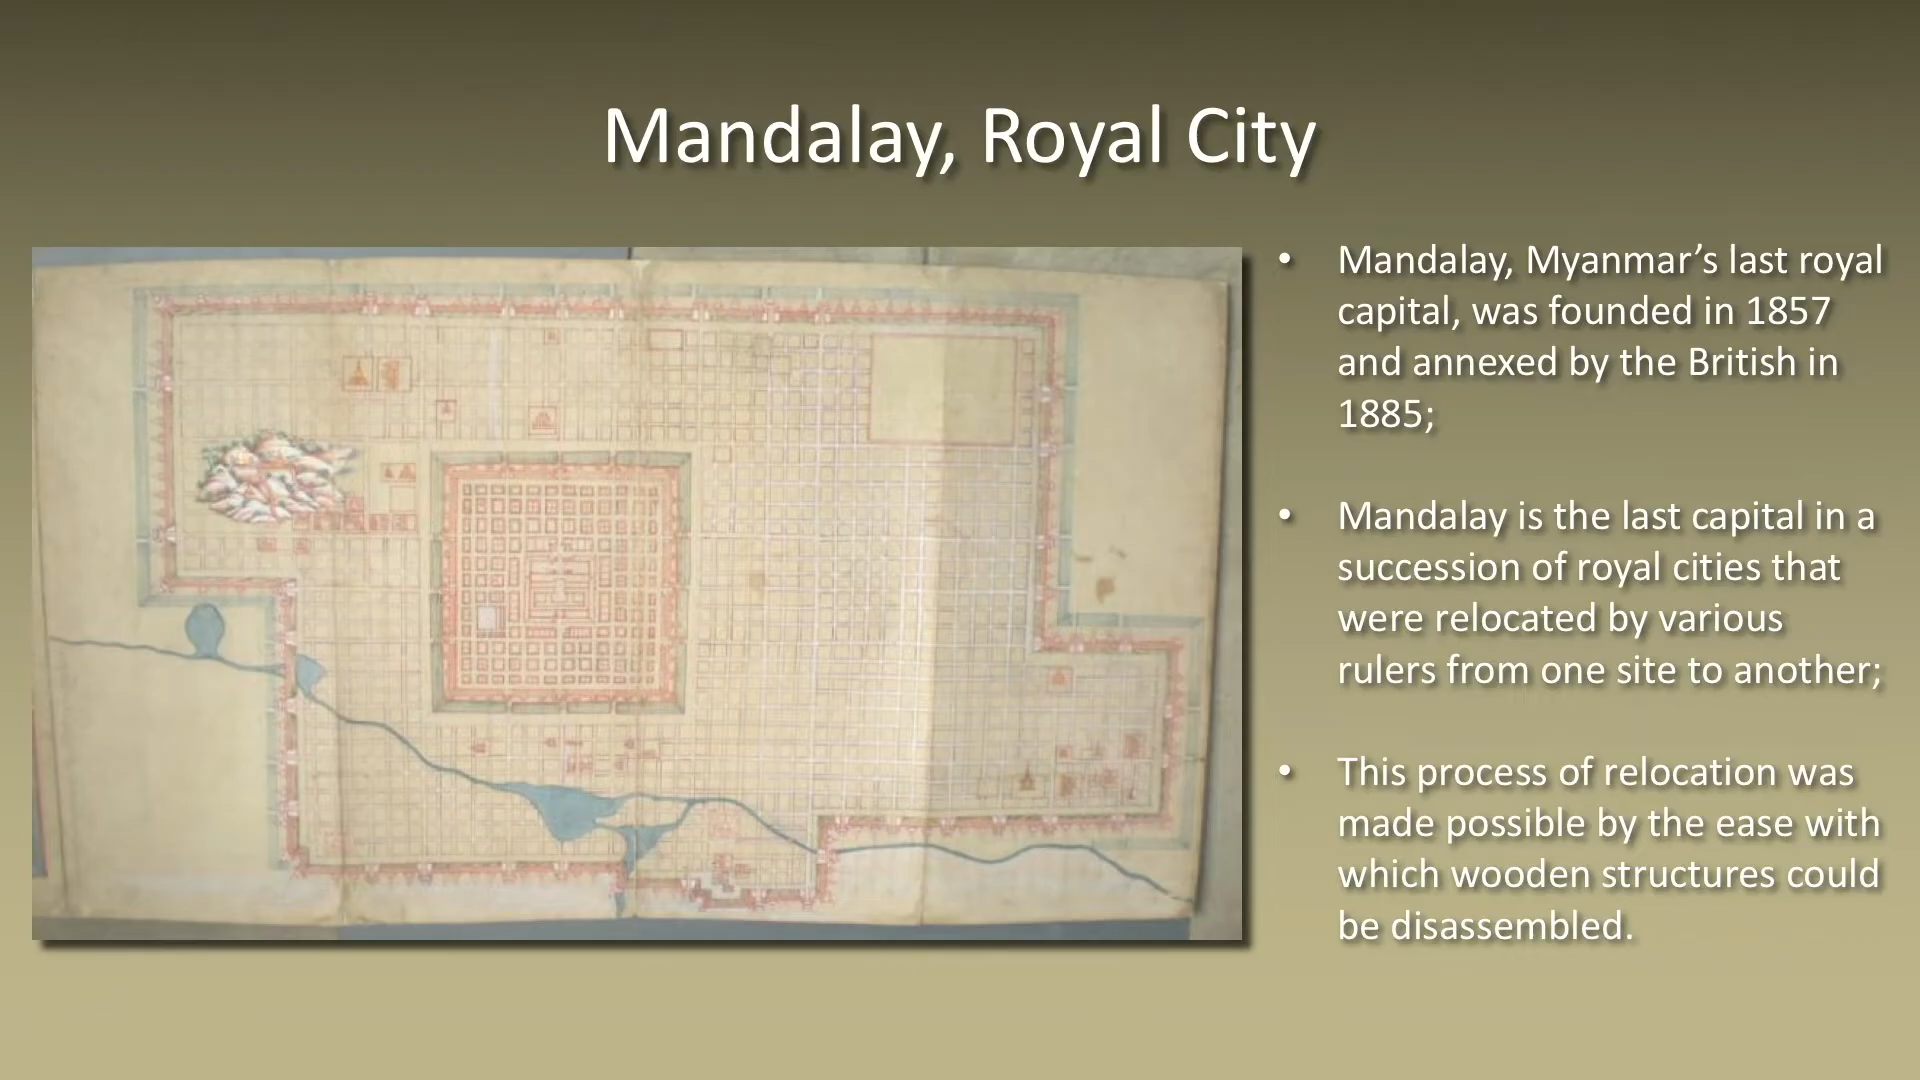 Mandalay, Royal City
• Mandalay, Myanmar’s last royal
capital, was founded in 1857
and annexed by the British in
1885;
• Mandalay is the last capital in a
succession of royal cities that
were relocated by various
rulers from one site to another;
• This process of relocation was
made possible by the ease with
which wooden structures could
be disassembled.